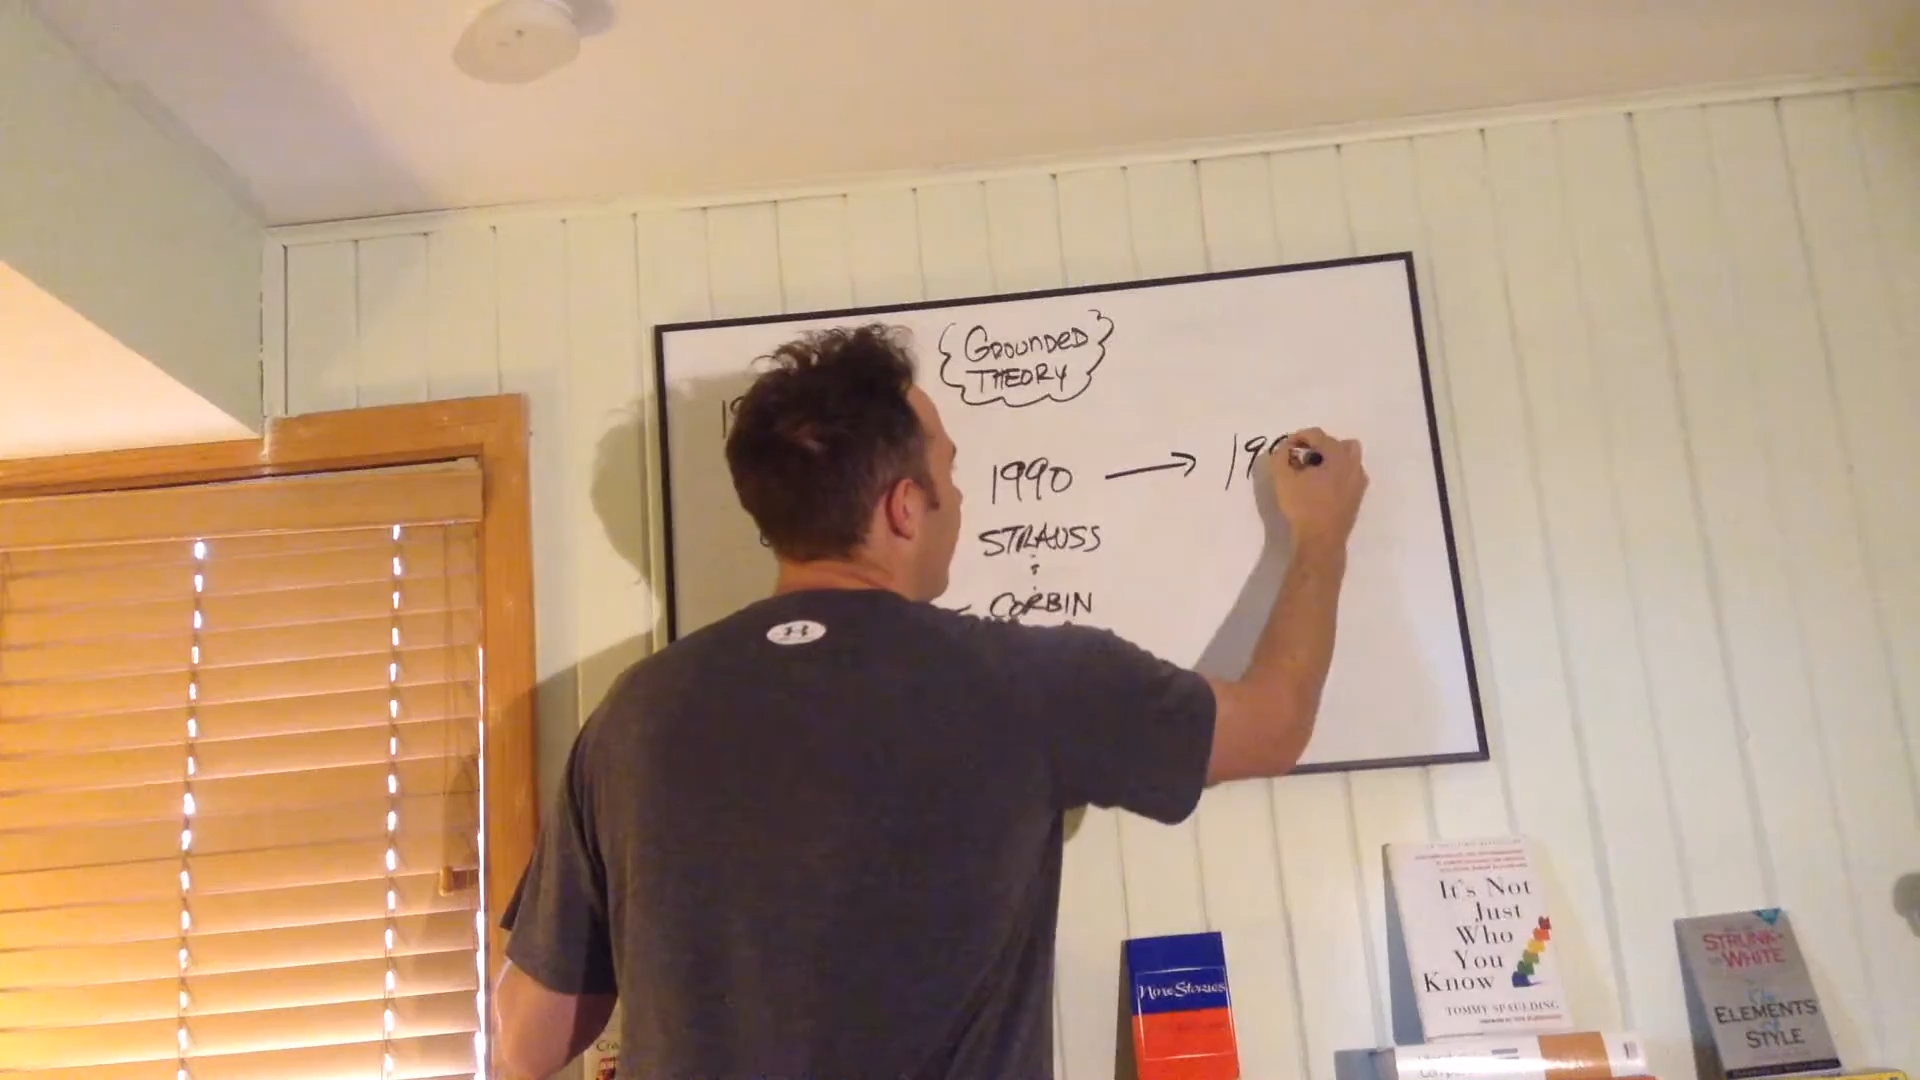 GROUNDED
THEORY
1990 → 19
STRAUSS
&
CORBIN
It's Not
Just
Who
You
Know
TOMMY SPAULDING
Nine Stories
STRUNK
WHITE
The
ELEMENTS
of
STYLE